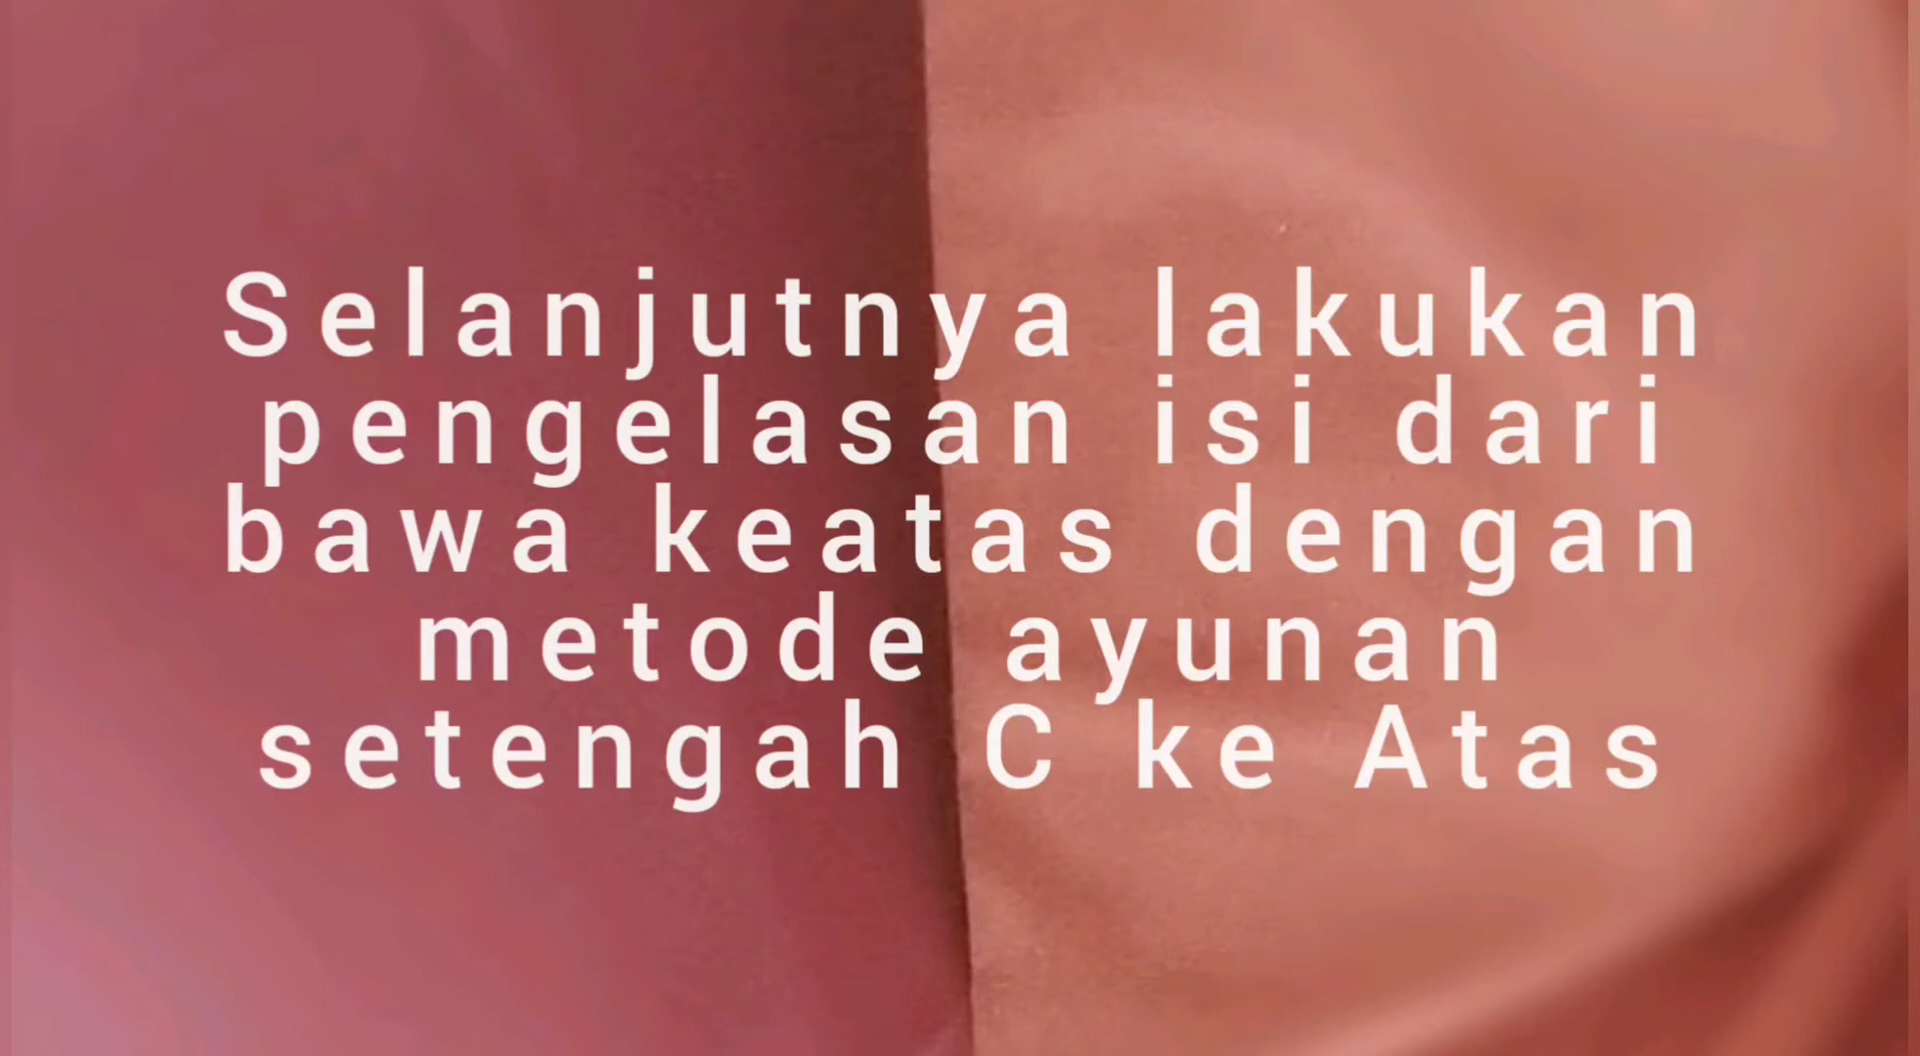 Selanjutnya lakukan
pengelasan isi dari
bawa keatas dengan
metode ayunan
setengah C ke Atas